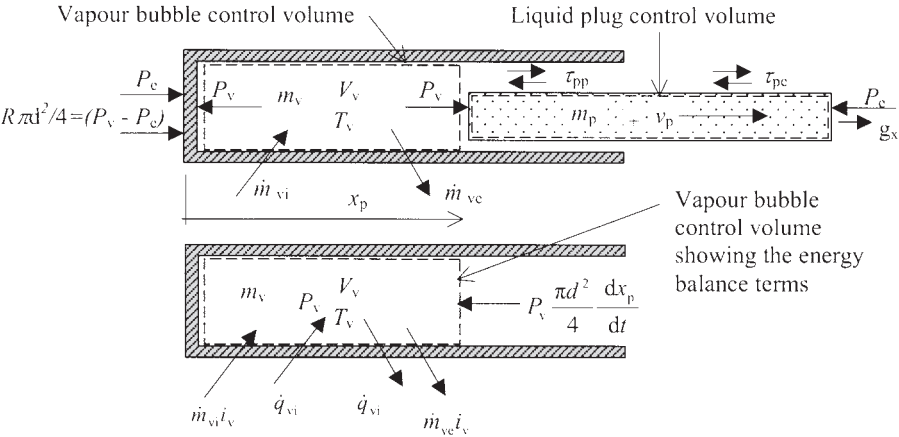 Vapour bubble control volume
Liquid plug control volume
P_e
P_v
m_v
V_v
T_v
P_v
τ_pp
τ_pe
m_p
v_p
P_e
g_x
Rπd²/4=(P_v - P_e)
ṁ_vi
ṁ_ve
x_p
Vapour bubble
control volume
showing the energy
balance terms
m_v
V_v
P_v
T_v
P_v πd²/4 dx_p/dt
ṁ_vi i_v
q̇_vi
q̇_vi
ṁ_ve i_v